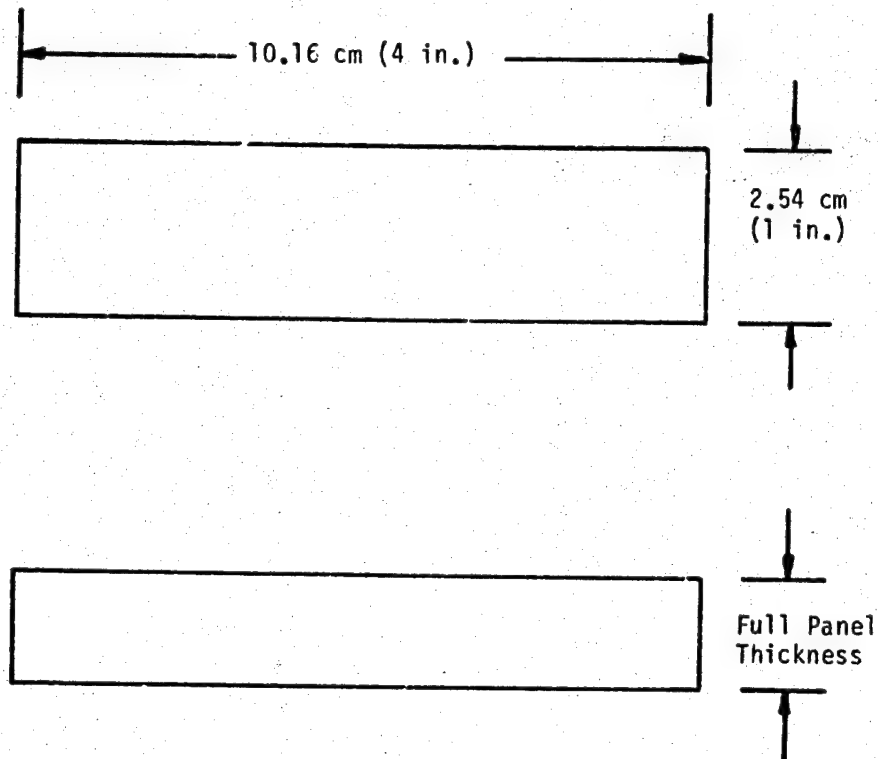 10.16 cm (4 in.)
2.54 cm
(1 in.)
Full Panel
Thickness